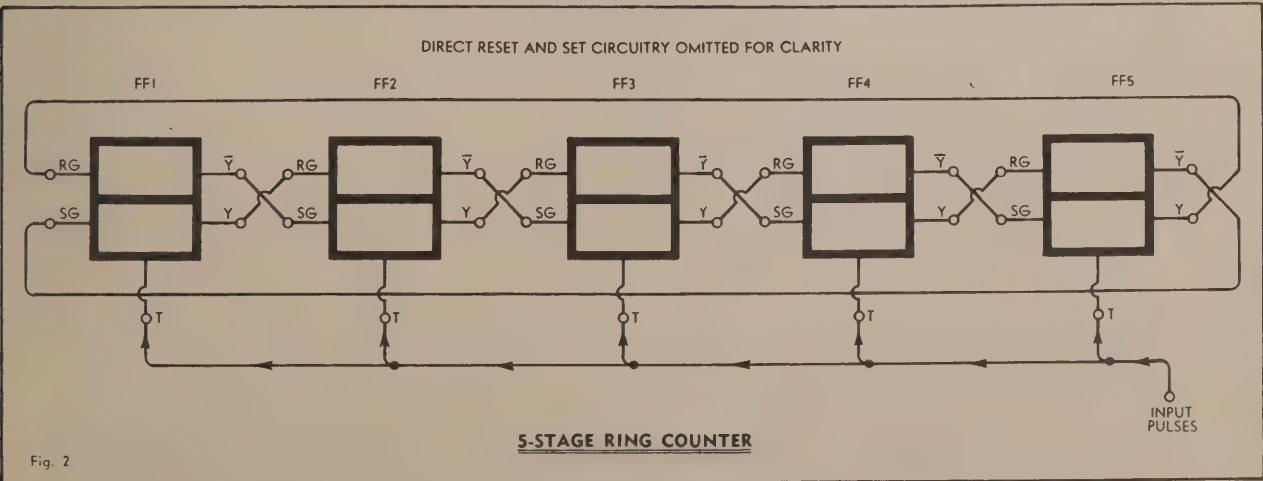 DIRECT RESET AND SET CIRCUITRY OMITTED FOR CLARITY
FF1 FF2 FF3 FF4 FF5
RG Y̅ RG Y̅ RG Y̅ RG Y̅ RG Y̅
SG Y SG Y SG Y SG Y SG Y
T T T T T
INPUT
PULSES
5-STAGE RING COUNTER
Fig. 2